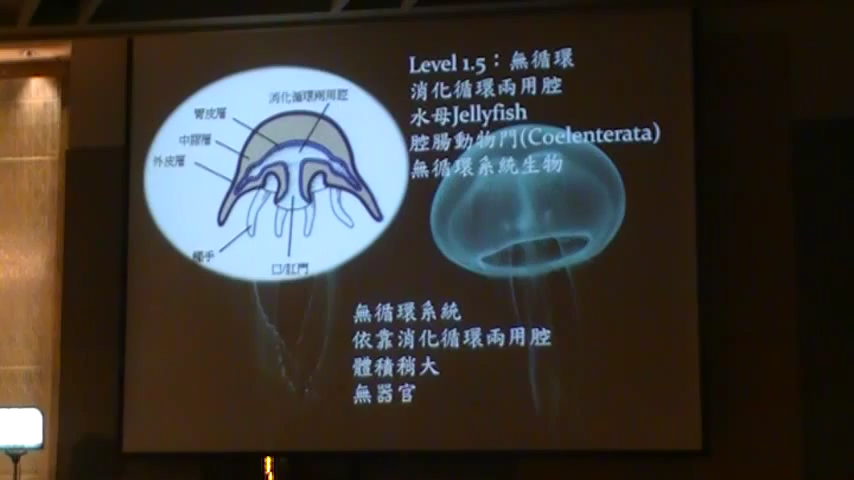 Level 1.5：無循環
消化循環兩用腔
水母Jellyfish
腔腸動物門(Coelenterata)
無循環系統生物
消化循環兩用腔
胃皮層
中膠層
外皮層
觸手
口/肛門
無循環系統
依靠消化循環兩用腔
體積稍大
無器官